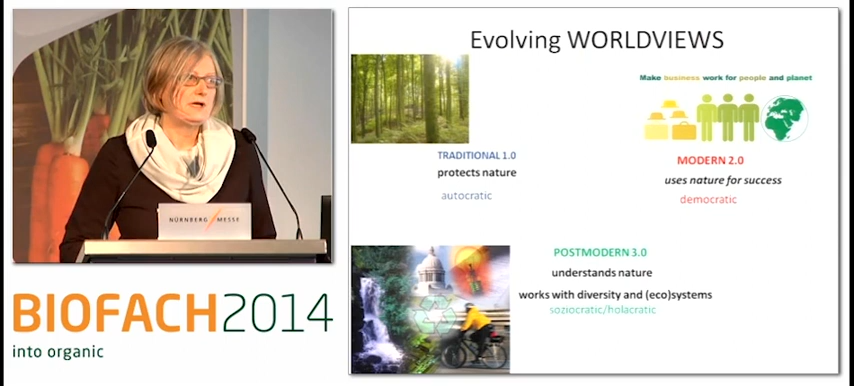 NÜRNBERG MESSE
BIOFACH2014
into organic
Evolving WORLDVIEWS
Make business work for people and planet
TRADITIONAL 1.0
protects nature
autocratic
MODERN 2.0
uses nature for success
democratic
POSTMODERN 3.0
understands nature
works with diversity and (eco)systems
soziocratic/holacratic